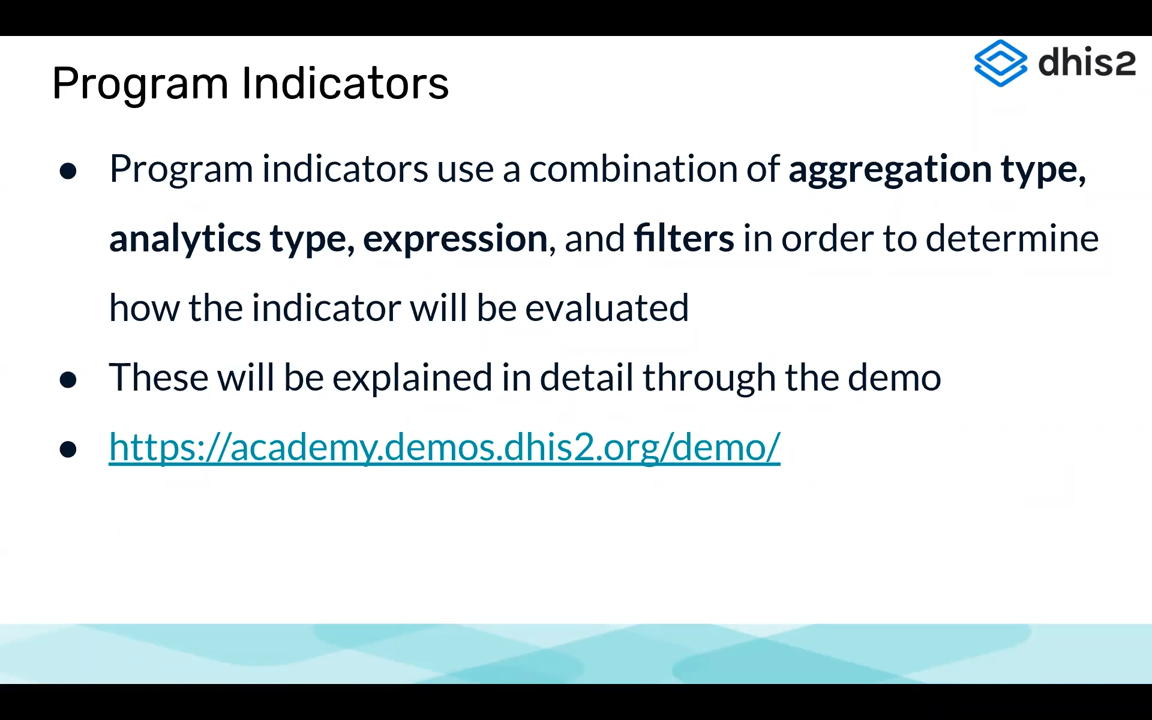 dhis2
Program Indicators
● Program indicators use a combination of aggregation type,
analytics type, expression, and filters in order to determine
how the indicator will be evaluated
● These will be explained in detail through the demo
● https://academy.demos.dhis2.org/demo/